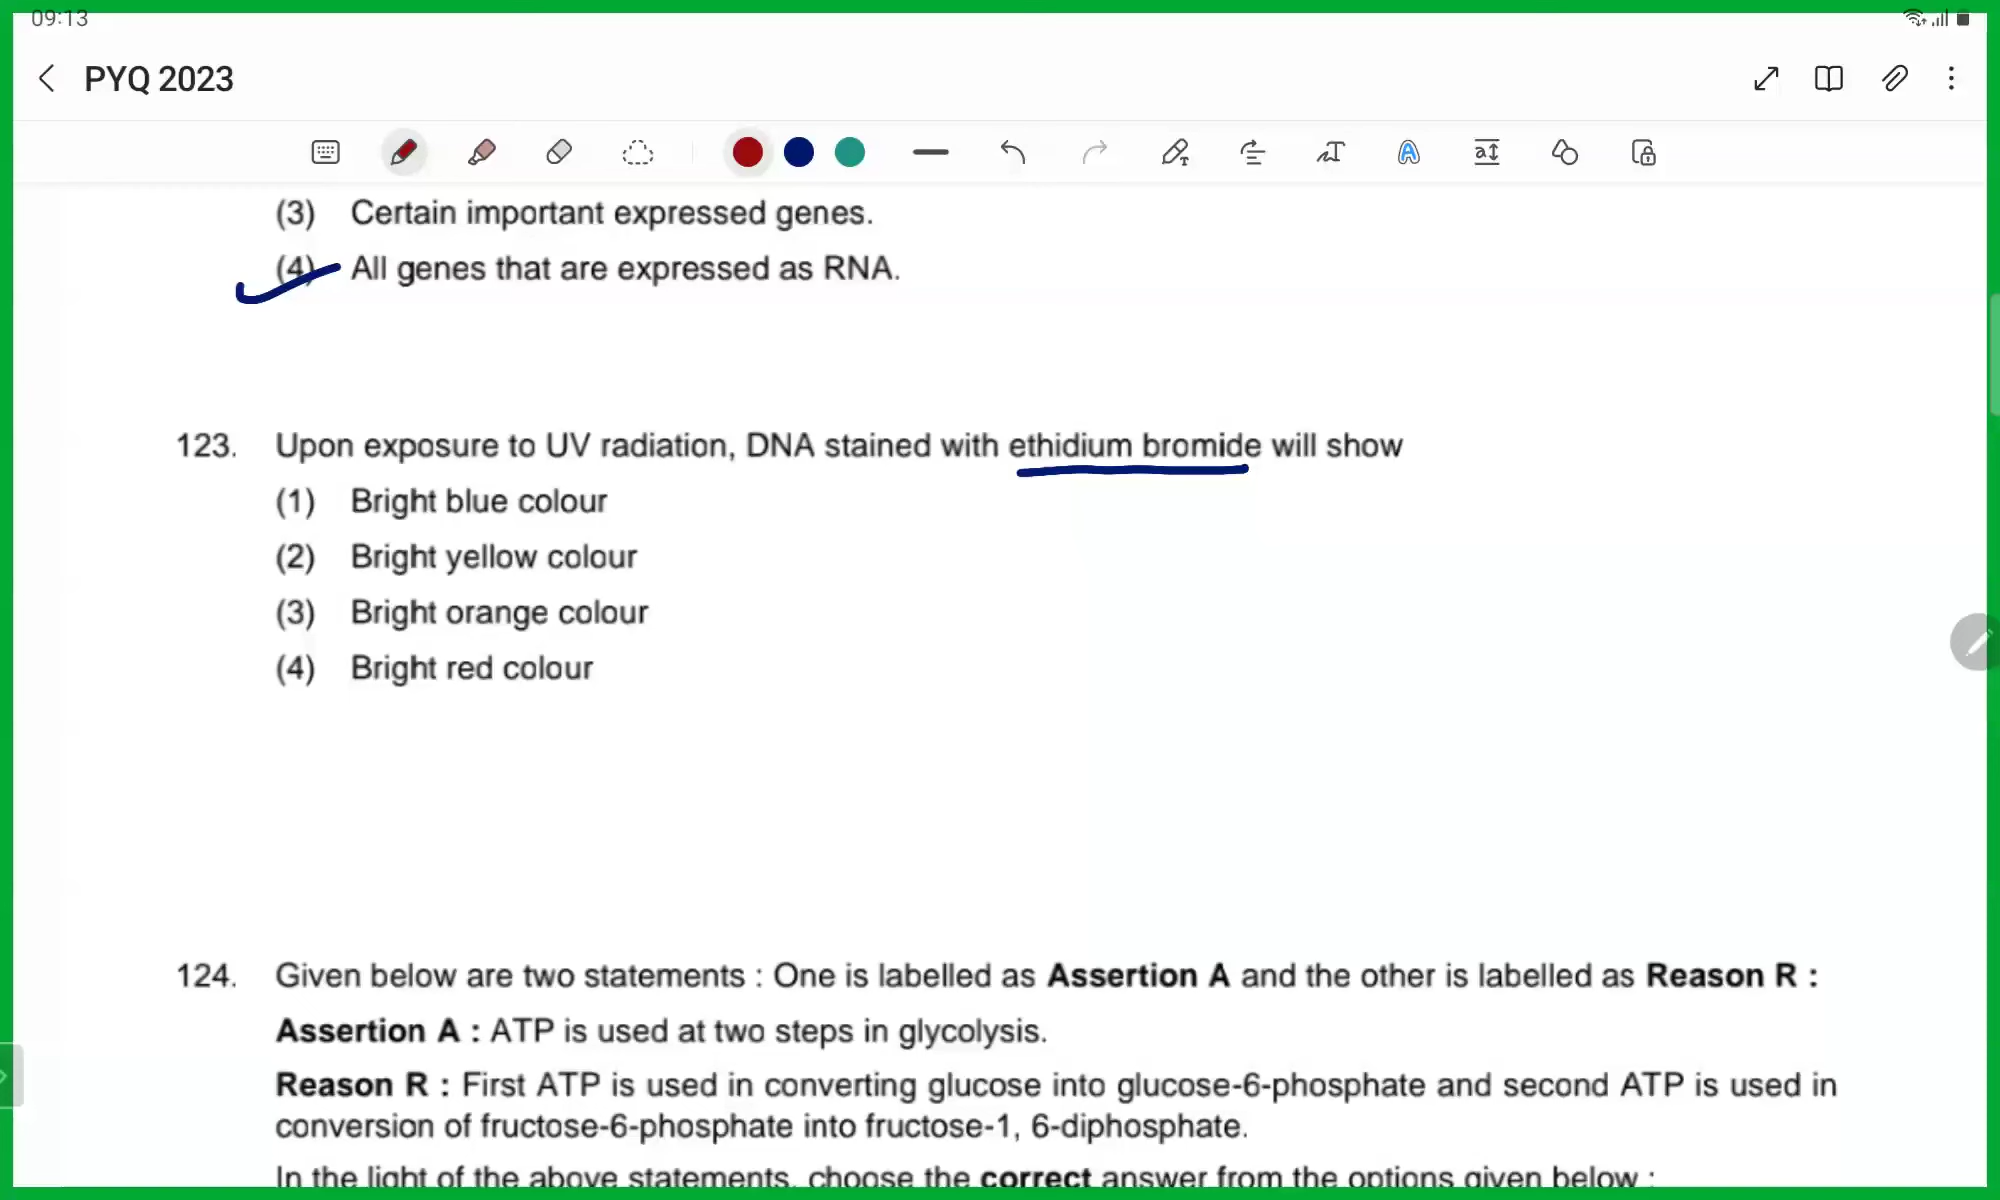 09:13
PYQ 2023
(3) Certain important expressed genes.
(4) All genes that are expressed as RNA.
123. Upon exposure to UV radiation, DNA stained with ethidium bromide will show
(1) Bright blue colour
(2) Bright yellow colour
(3) Bright orange colour
(4) Bright red colour
124. Given below are two statements : One is labelled as Assertion A and the other is labelled as Reason R :
Assertion A : ATP is used at two steps in glycolysis.
Reason R : First ATP is used in converting glucose into glucose-6-phosphate and second ATP is used in
conversion of fructose-6-phosphate into fructose-1, 6-diphosphate.
In the light of the above statements, choose the correct answer from the options given below :